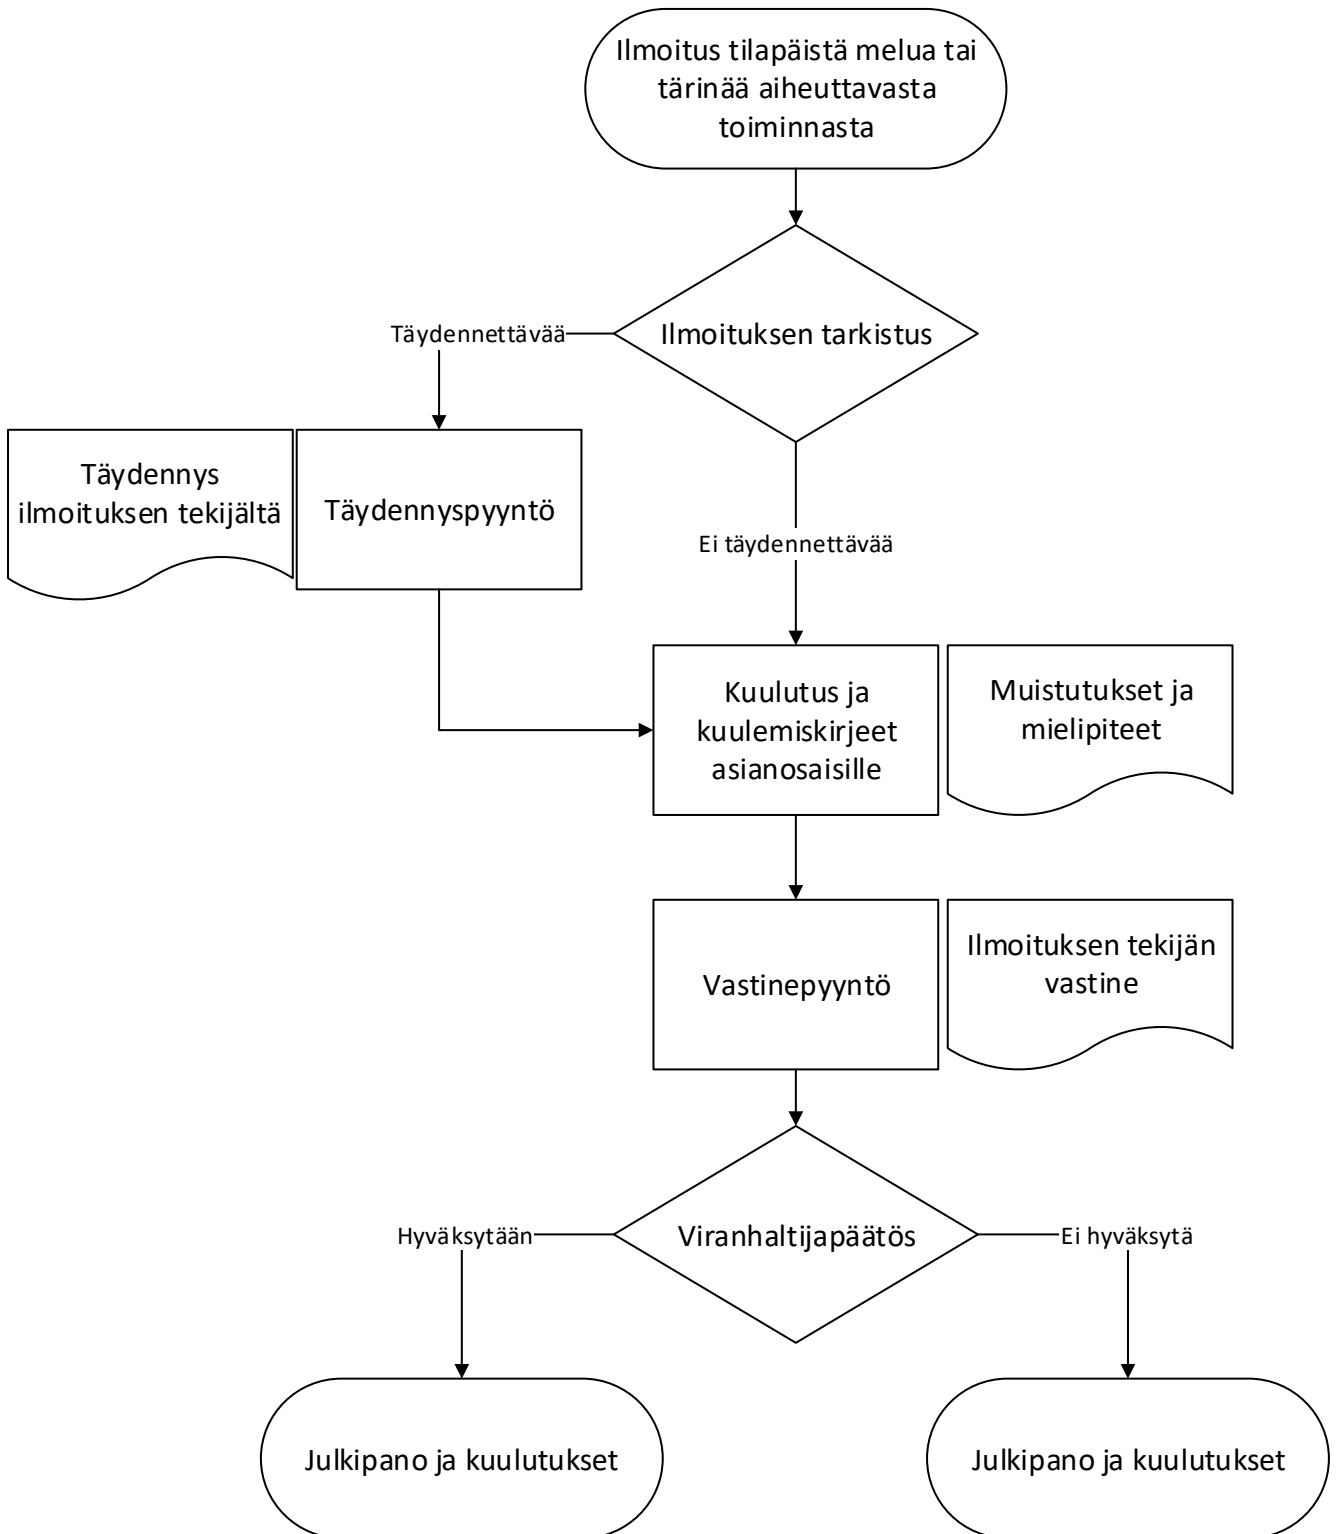 Ilmoitus tilapäistä melua tai
tärinää aiheuttavasta
toiminnasta
Ilmoituksen tarkistus
Täydennettävää
Täydennys
ilmoituksen tekijältä
Täydennyspyyntö
Ei täydennettävää
Kuulutus ja
kuulemiskirjeet
asianosaisille
Muistutukset ja
mielipiteet
Vastinepyyntö
Ilmoituksen tekijän
vastine
Viranhaltijapäätös
Hyväksytään
Ei hyväksytä
Julkipano ja kuulutukset
Julkipano ja kuulutukset